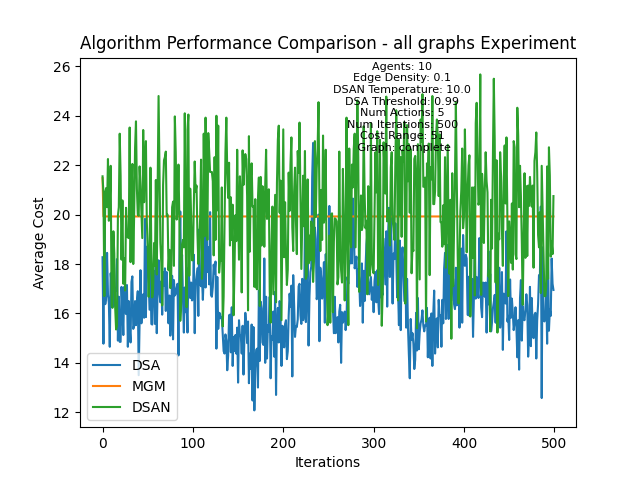 Algorithm Performance Comparison - all graphs Experiment
Agents: 10
Edge Density: 0.1
DSAN Temperature: 10.0
DSA Threshold: 0.99
Num Actions: 5
Num Iterations: 500
Cost Range: 51
Graph: complete
Average Cost
26
24
22
20
18
16
14
12
DSA
MGM
DSAN
0 100 200 300 400 500
Iterations